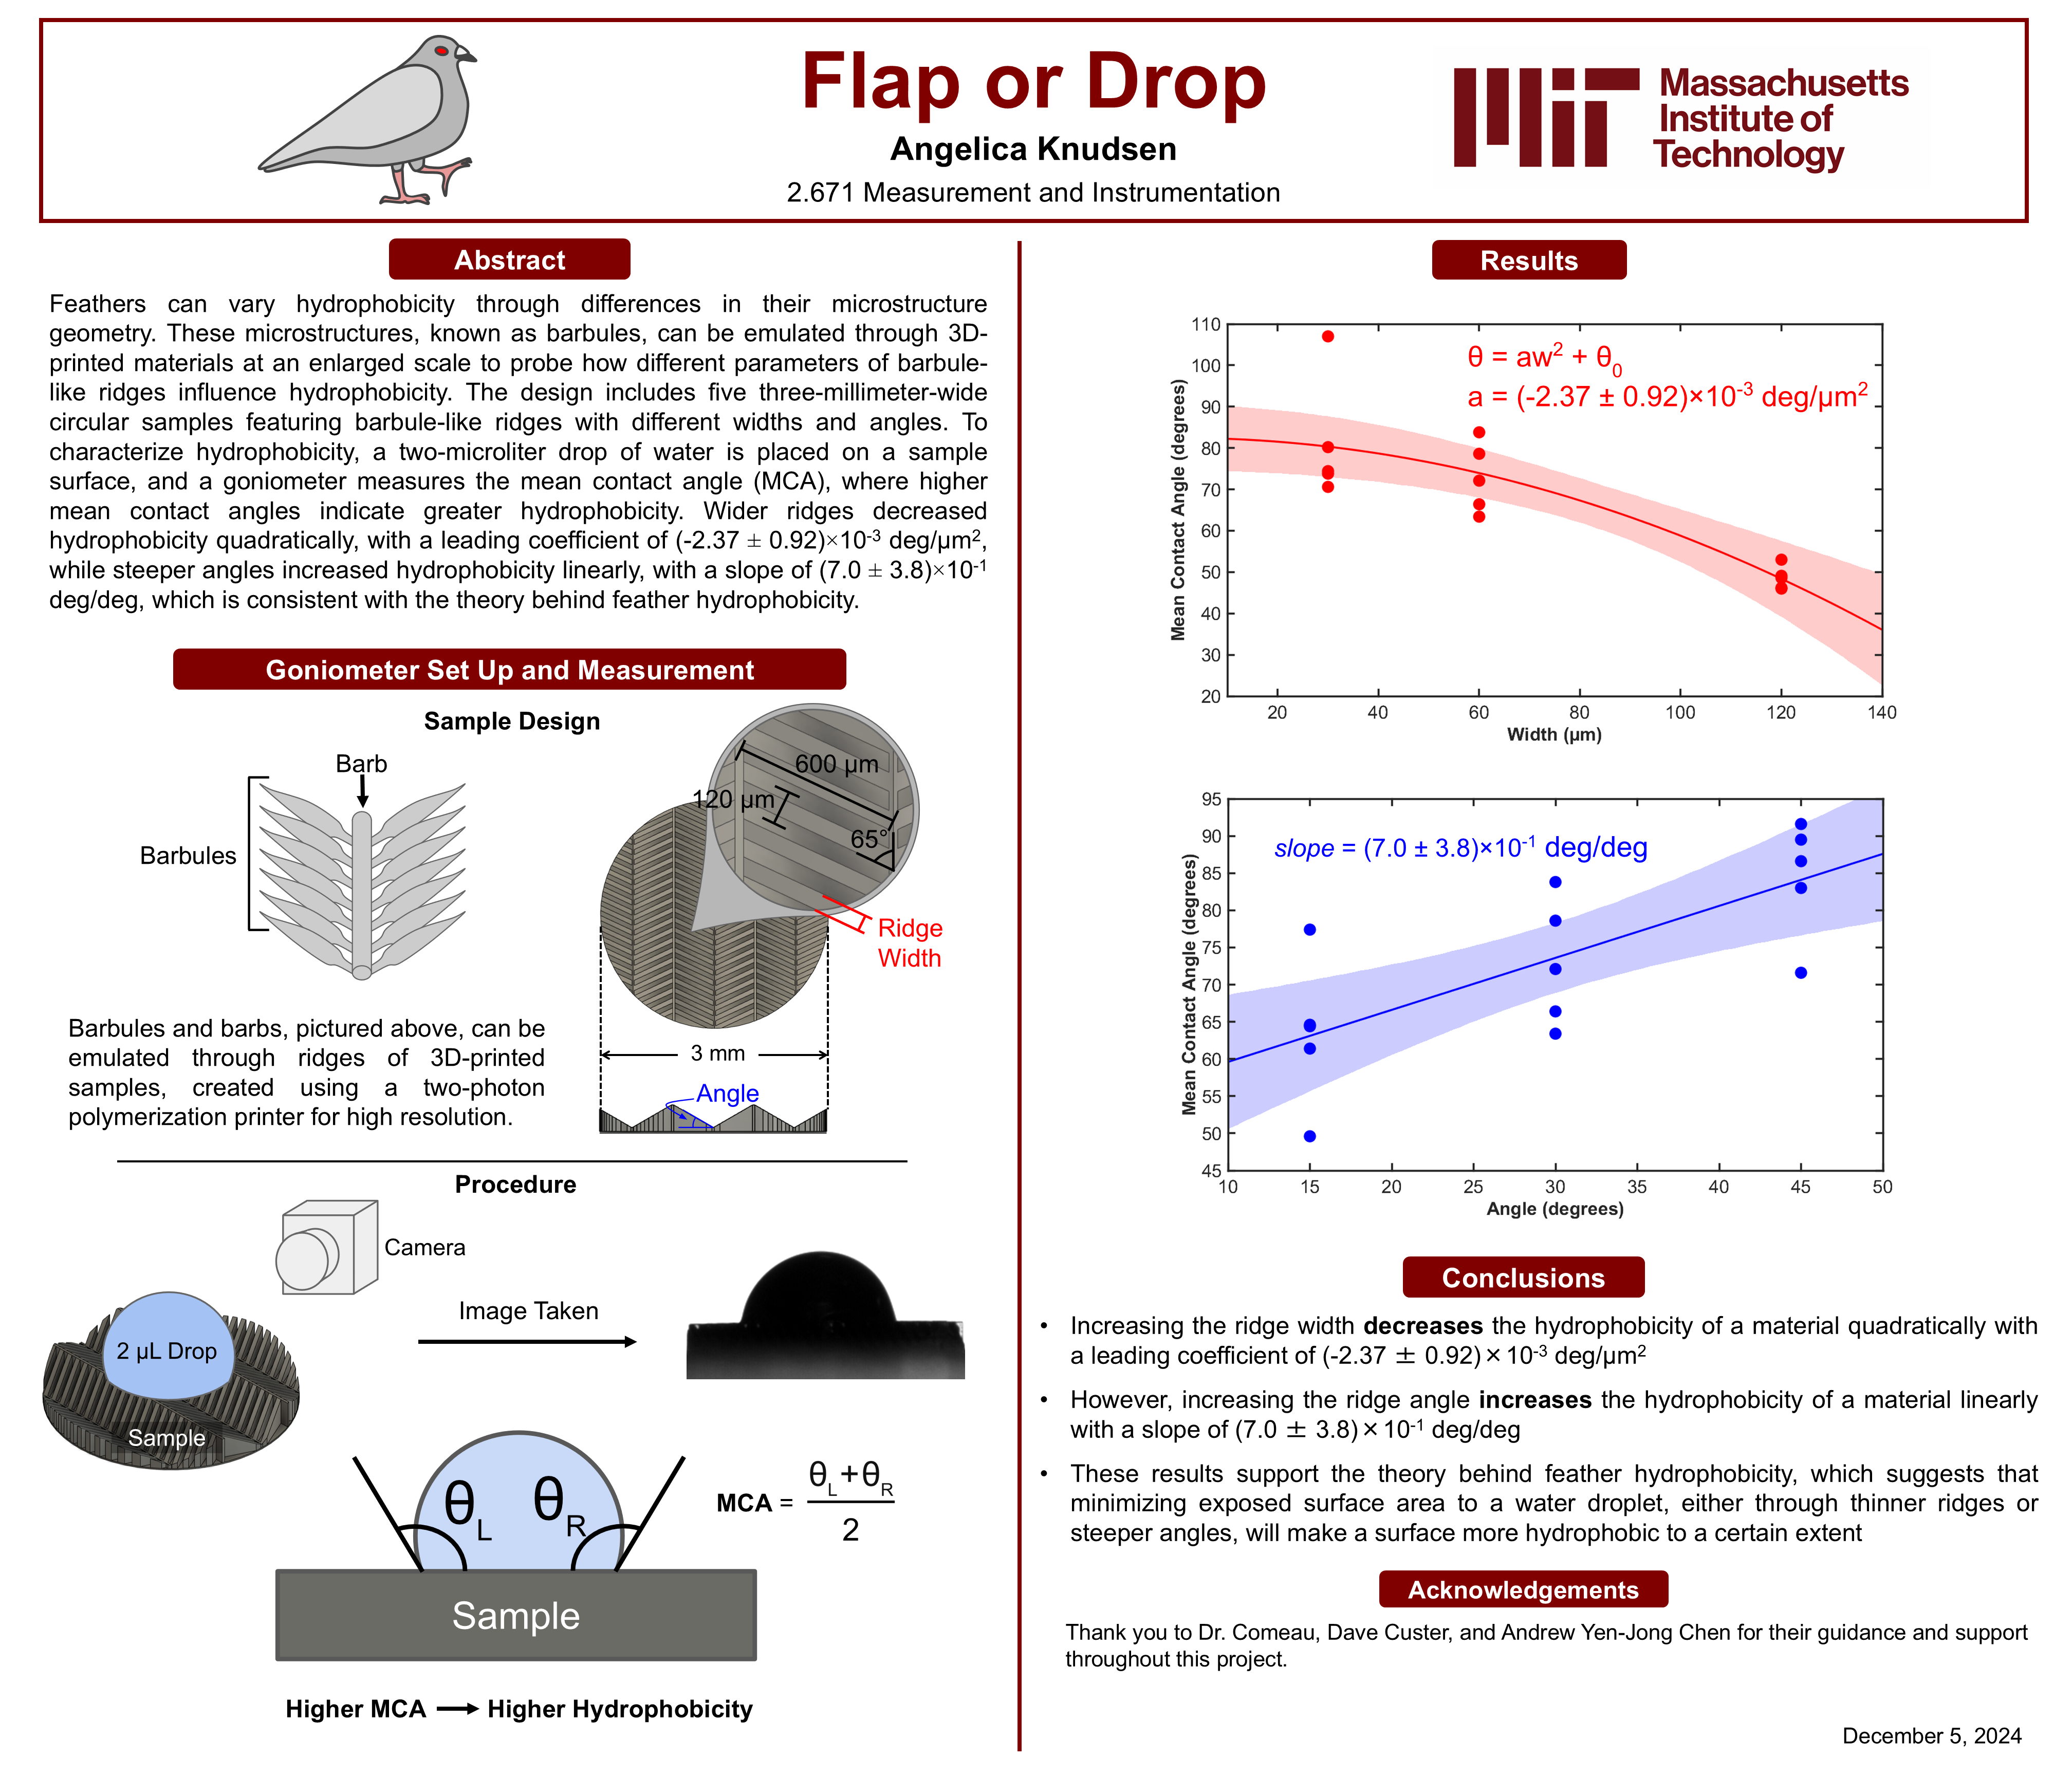 Flap or Drop
Angelica Knudsen
2.671 Measurement and Instrumentation
Massachusetts
Institute of
Technology
Abstract
Feathers can vary hydrophobicity through differences in their microstructure
geometry. These microstructures, known as barbules, can be emulated through 3D-
printed materials at an enlarged scale to probe how different parameters of barbule-
like ridges influence hydrophobicity. The design includes five three-millimeter-wide
circular samples featuring barbule-like ridges with different widths and angles. To
characterize hydrophobicity, a two-microliter drop of water is placed on a sample
surface, and a goniometer measures the mean contact angle (MCA), where higher
mean contact angles indicate greater hydrophobicity. Wider ridges decreased
hydrophobicity quadratically, with a leading coefficient of (-2.37 ± 0.92)×10⁻³ deg/µm²,
while steeper angles increased hydrophobicity linearly, with a slope of (7.0 ± 3.8)×10⁻¹
deg/deg, which is consistent with the theory behind feather hydrophobicity.
Goniometer Set Up and Measurement
Sample Design
Barb
Barbules
600 µm
120 µm
65°
Ridge
Width
3 mm
Angle
Barbules and barbs, pictured above, can be
emulated through ridges of 3D-printed
samples, created using a two-photon
polymerization printer for high resolution.
Procedure
Camera
2 µL Drop
Sample
Image Taken
θL
θR
MCA = θL+θR
2
Sample
Higher MCA → Higher Hydrophobicity
Results
110
100
90
80
70
60
50
40
30
20
Mean Contact Angle (degrees)
θ = aw² + θ₀
a = (-2.37 ± 0.92)×10⁻³ deg/µm²
20 40 60 80 100 120 140
Width (µm)
95
90
85
80
75
70
65
60
55
50
45
Mean Contact Angle (degrees)
slope = (7.0 ± 3.8)×10⁻¹ deg/deg
10 15 20 25 30 35 40 45 50
Angle (degrees)
Conclusions
• Increasing the ridge width decreases the hydrophobicity of a material quadratically with
a leading coefficient of (-2.37 ± 0.92)×10⁻³ deg/µm²
• However, increasing the ridge angle increases the hydrophobicity of a material linearly
with a slope of (7.0 ± 3.8)×10⁻¹ deg/deg
• These results support the theory behind feather hydrophobicity, which suggests that
minimizing exposed surface area to a water droplet, either through thinner ridges or
steeper angles, will make a surface more hydrophobic to a certain extent
Acknowledgements
Thank you to Dr. Comeau, Dave Custer, and Andrew Yen-Jong Chen for their guidance and support
throughout this project.
December 5, 2024